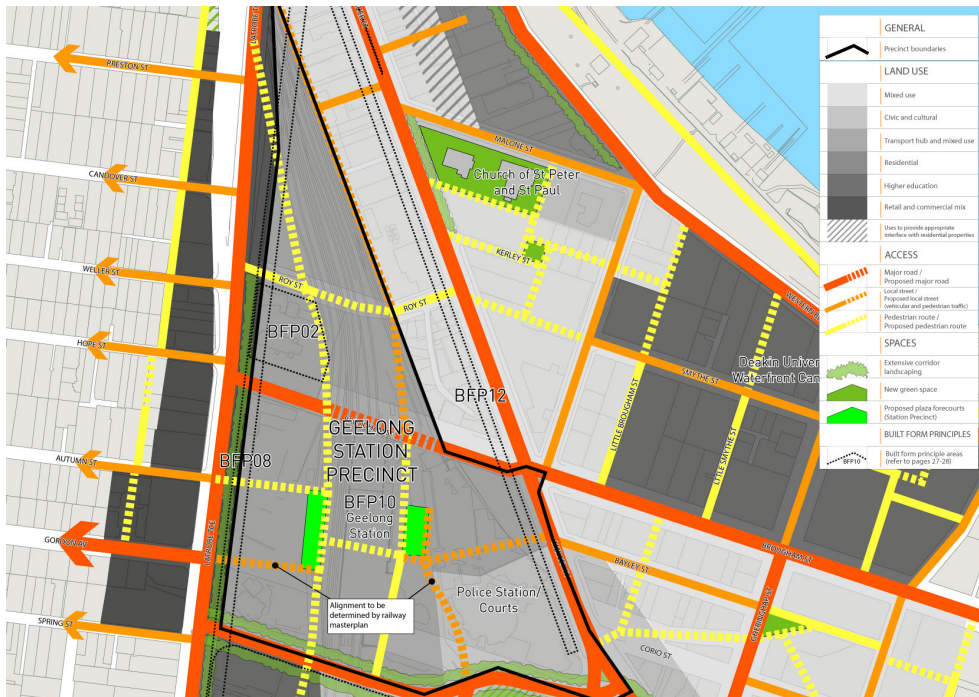 LATROBE TCE
PRESTON ST
CANDOVER ST
WELLER ST
HOPE ST
AUTUMN ST
GORDON AV
SPRING ST
LATROBE TCE
ROY ST
ROY ST
BFP02
BFP12
BFP08
GEELONG
STATION
PRECINCT
BFP10
Geelong
Station
Alignment to be
determined by railway
masterplan
Police Station/
Courts
MALONE ST
Church of St Peter
and St Paul
KERLEY ST
LITTLE BROUGHAM ST
LITTLE SMYTHE ST
SMYTHE ST
Deakin Univer
Waterfront Cam
BROUGHAM ST
BAYLEY ST
CORIO ST
GHERINGHAP ST
GENERAL
Precinct boundaries
LAND USE
Mixed use
Civic and cultural
Transport hub and mixed use
Residential
Higher education
Retail and commercial mix
Uses to provide appropriate
interface with residential properties
ACCESS
Major road /
Proposed major road
Local street /
Proposed local street
(vehicular and pedestrian traffic)
Pedestrian route /
Proposed pedestrian route
SPACES
Extensive corridor
landscaping
New green space
Proposed plaza forecourts
(Station Precinct)
BUILT FORM PRINCIPLES
BFP10
Built form principle areas
(refer to pages 27-28)